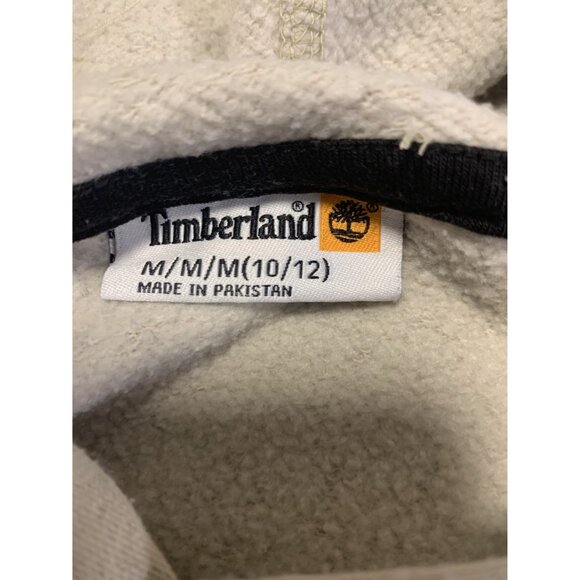 Timberland®
M/M/M(10/12)
MADE IN PAKISTAN